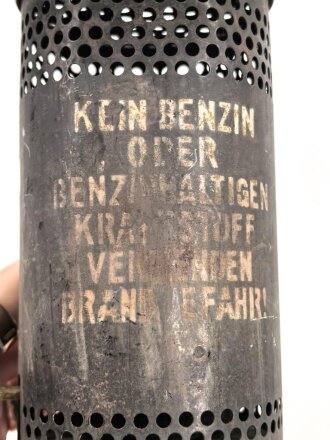 KEIN BENZIN
ODER
BENZINHALTIGEN
KRAFTSTOFF
VERWENDEN
BRANDGEFAHR!